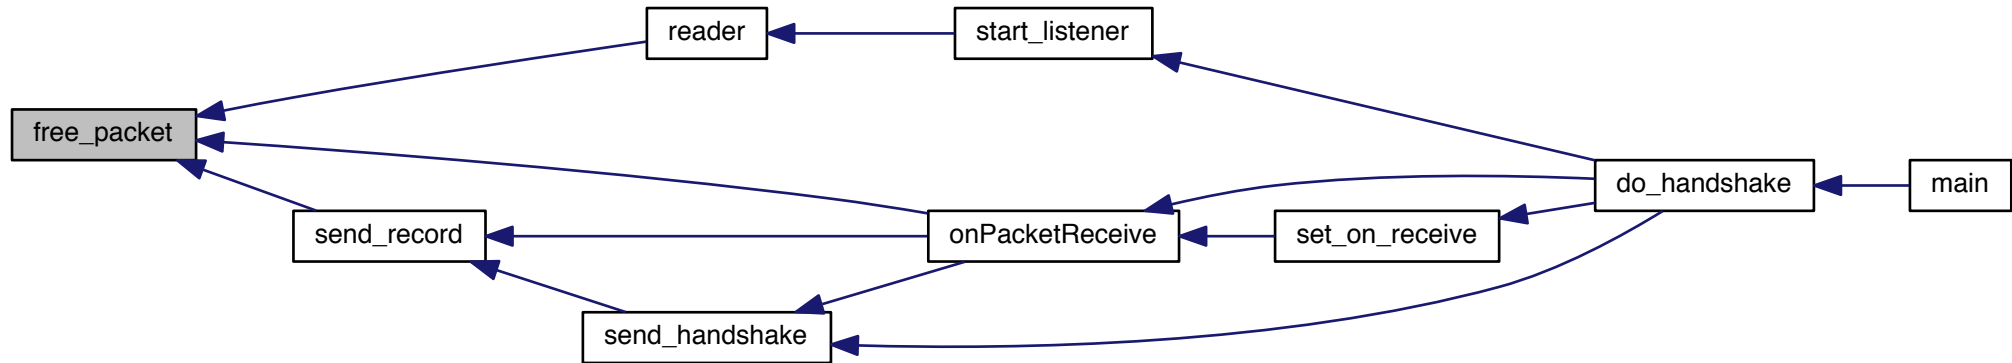 reader
start_listener
free_packet
do_handshake
main
send_record
onPacketReceive
set_on_receive
send_handshake